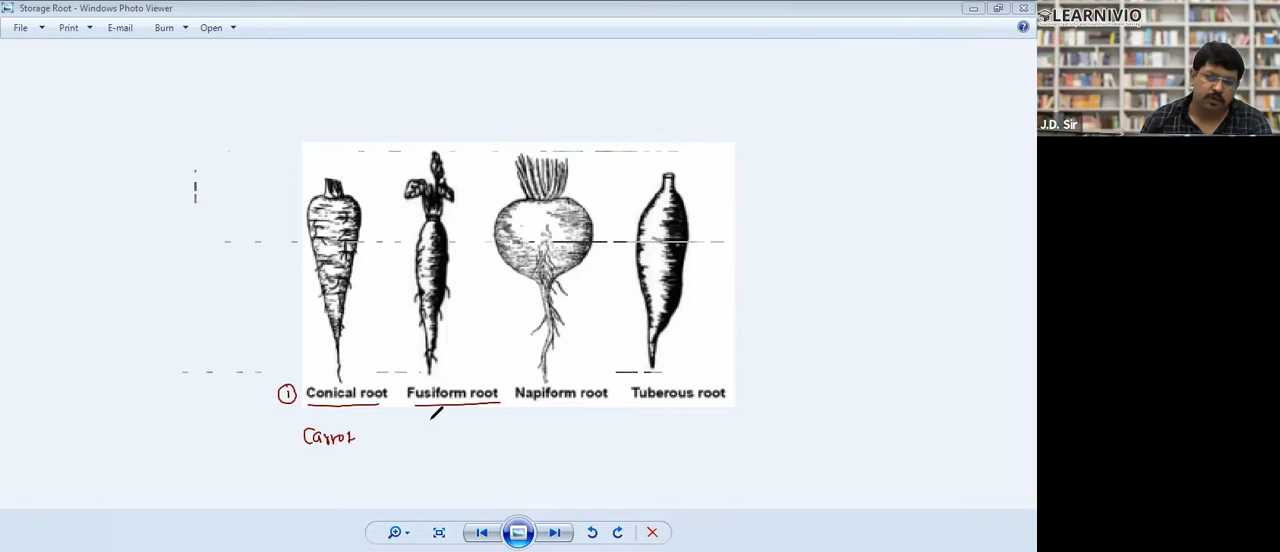 Storage Root - Windows Photo Viewer
File Print E-mail Burn Open
LEARNIVIO
J.D. Sir
① Conical root Fusiform root Napiform root Tuberous root
Carrot